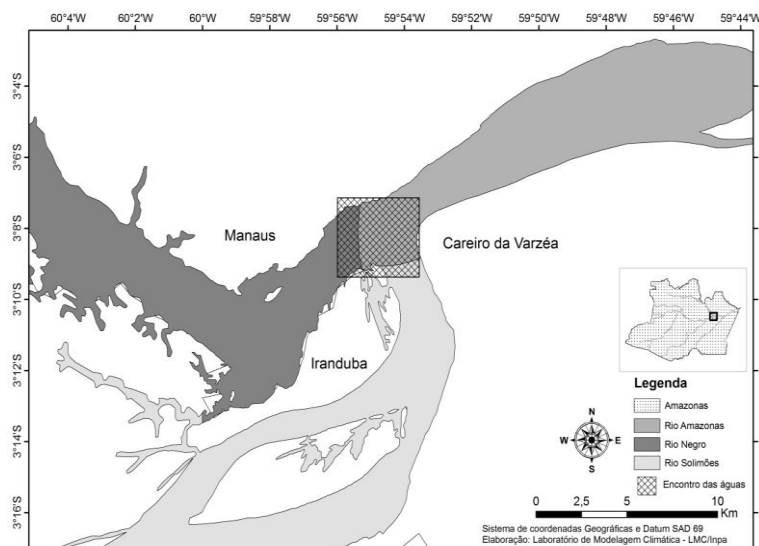 60°4'W 60°2'W 60°0'W 59°58'W 59°55'W 59°54'W 59°52'W 59°50'W 59°48'W 59°46'W 59°44'W
3°4'S
3°6'S
3°8'S
3°10'S
3°12'S
3°14'S
3°16'S
Manaus
Careiro da Varzéa
Iranduba
Legenda
Amazonas
Rio Amazonas
Rio Negro
Rio Solimões
Encontro das águas
N
W E
S
0 2,5 5 10
Km
Sistema de coordenadas Geográficas e Datum SAD 69
Elaboração: Laboratório de Modelagem Climática - LMC/Inpa